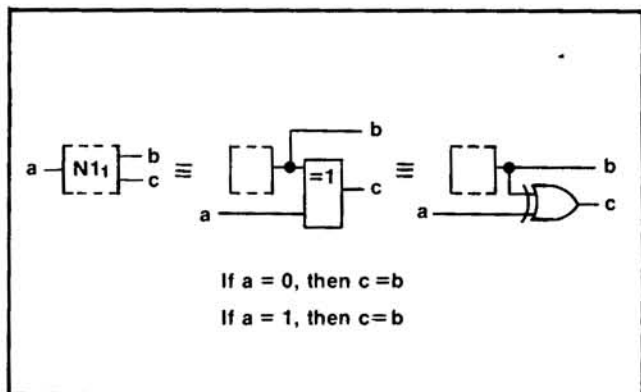 a N1₁ b c ≡ =1 b c a ≡ b c a
If a = 0, then c =b
If a = 1, then c=b